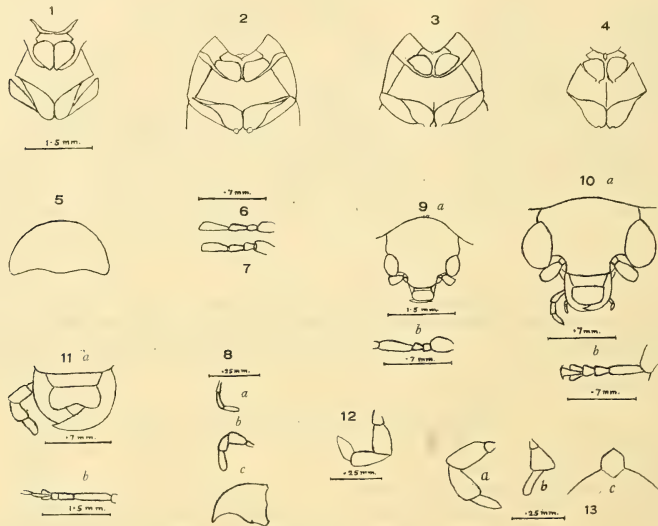 1 2 3 4
1·5 mm.
·7 mm.
5 6 7
9 a
1·5 mm.
b
·7 mm.
10 a
·7 mm.
b
·7 mm.
11 a
·7 mm.
b
1·5 mm.
8
·25 mm.
a
b
c
12
·25 mm.
a b c
·25 mm.
13